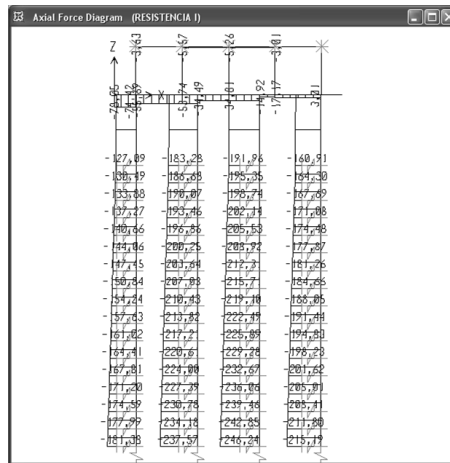 Axial Force Diagram (RESISTENCIA I)
Z
X
-127,09 -183,28 -191,96 -160,91
-130,49 -186,68 -195,35 -164,30
-133,88 -190,07 -198,74 -167,69
-137,27 -193,46 -202,14 -171,08
-140,66 -196,86 -205,53 -174,48
-144,06 -200,25 -208,92 -177,87
-147,45 -203,64 -212,3 -181,26
-150,84 -207,03 -215,7 -184,66
-154,24 -210,43 -219,10 -188,05
-157,63 -213,82 -222,49 -191,44
-161,02 -217,2 -225,89 -194,83
-164,41 -220,61 -229,28 -198,23
-167,81 -224,00 -232,67 -201,62
-171,20 -227,39 -236,06 -205,01
-174,59 -230,78 -239,46 -208,41
-177,99 -234,18 -242,85 -211,80
-181,38 -237,57 -246,24 -215,19